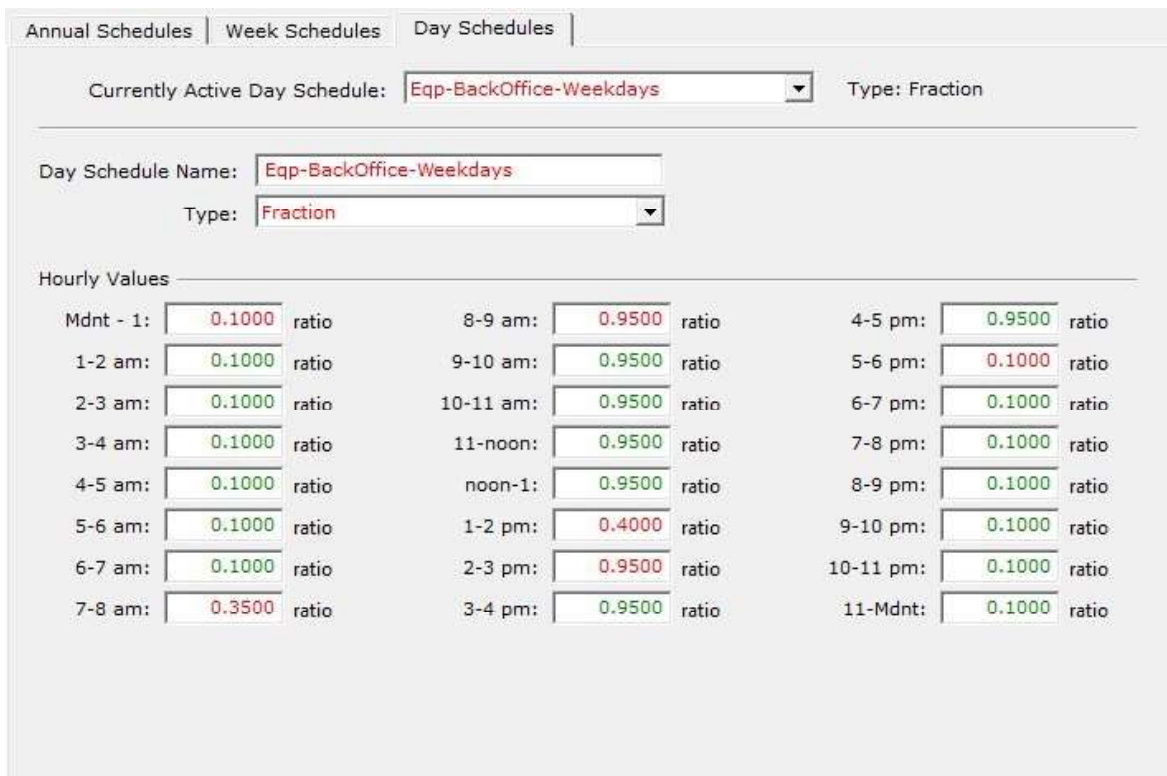 Annual Schedules Week Schedules Day Schedules
Currently Active Day Schedule: Eqp-BackOffice-Weekdays Type: Fraction
Day Schedule Name: Eqp-BackOffice-Weekdays
Type: Fraction
Hourly Values
Mdnt - 1: 0.1000 ratio 8-9 am: 0.9500 ratio 4-5 pm: 0.9500 ratio
1-2 am: 0.1000 ratio 9-10 am: 0.9500 ratio 5-6 pm: 0.1000 ratio
2-3 am: 0.1000 ratio 10-11 am: 0.9500 ratio 6-7 pm: 0.1000 ratio
3-4 am: 0.1000 ratio 11-noon: 0.9500 ratio 7-8 pm: 0.1000 ratio
4-5 am: 0.1000 ratio noon-1: 0.9500 ratio 8-9 pm: 0.1000 ratio
5-6 am: 0.1000 ratio 1-2 pm: 0.4000 ratio 9-10 pm: 0.1000 ratio
6-7 am: 0.1000 ratio 2-3 pm: 0.9500 ratio 10-11 pm: 0.1000 ratio
7-8 am: 0.3500 ratio 3-4 pm: 0.9500 ratio 11-Mdnt: 0.1000 ratio